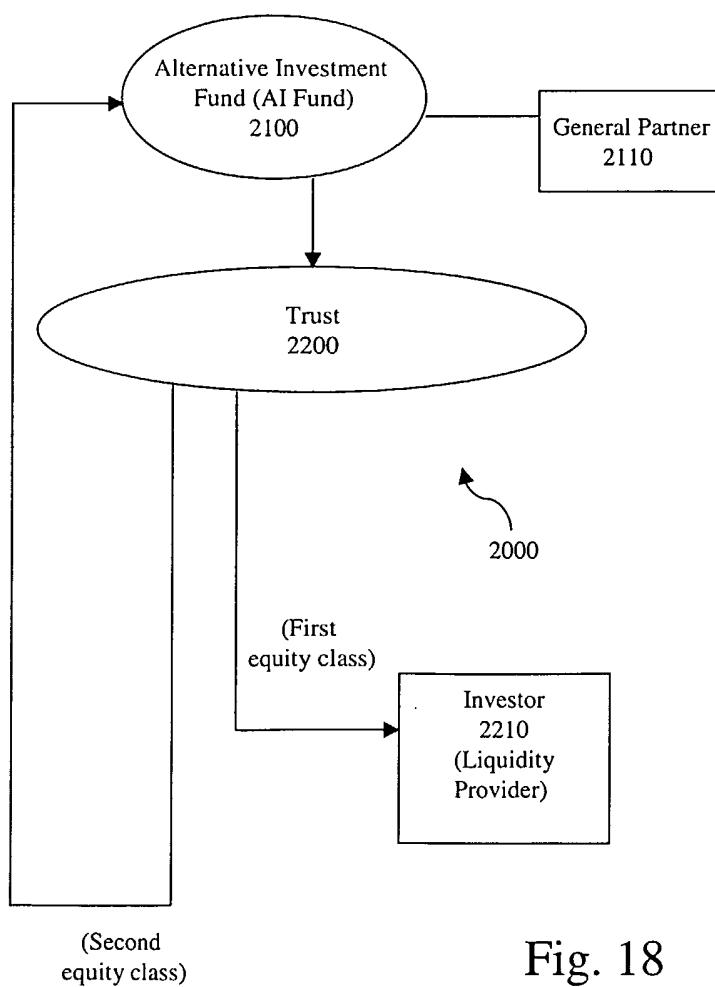 Alternative Investment
Fund (AI Fund)
2100
General Partner
2110
Trust
2200
2000
(First
equity class)
Investor
2210
(Liquidity
Provider)
(Second
equity class)
Fig. 18